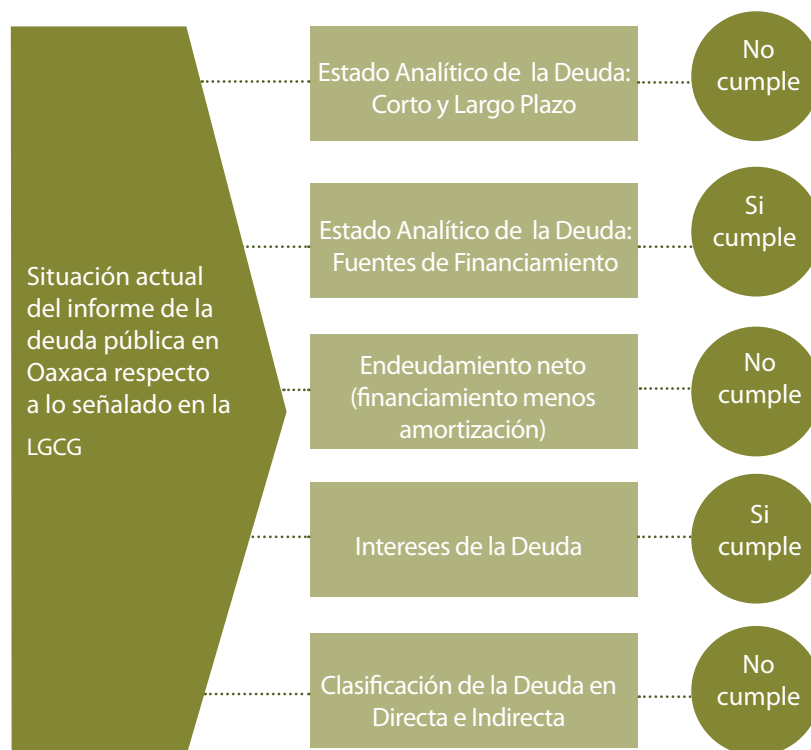 Situación actual
del informe de la
deuda pública en
Oaxaca respecto
a lo señalado en la
LGCG
Estado Analítico de la Deuda:
Corto y Largo Plazo
No
cumple
Estado Analítico de la Deuda:
Fuentes de Financiamiento
Si
cumple
Endeudamiento neto
(financiamiento menos
amortización)
No
cumple
Intereses de la Deuda
Si
cumple
Clasificación de la Deuda en
Directa e Indirecta
No
cumple